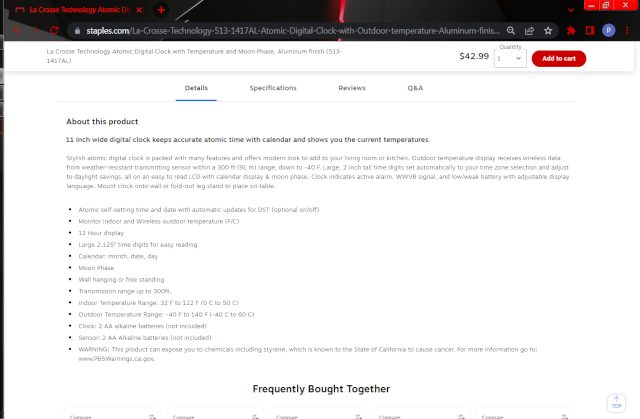 La Crosse Technology Atomic Di
staples.com/La-Crosse-Technology-513-1417AL-Atomic-Digital-Clock-with-Outdoor-temperature-Aluminum-finis...
P
La Crosse Technology Atomic Digital Clock with Temperature and Moon Phase, Aluminum finish (513-
1417AL)
$42.99
Quantity
1
Add to cart
Details
Specifications
Reviews
Q&A
About this product
11 inch wide digital clock keeps accurate atomic time with calendar and shows you the current temperatures.
Stylish atomic digital clock is packed with many features and offers modern look to add to your living room or kitchen. Outdoor temperature display receives wireless data
from weather-resistant transmitting sensor within a 300 ft (91 m) range, down to -40 F. Large, 2 inch tall time digits set automatically to your time zone selection and adjust
to daylight savings, all on an easy to read LCD with calendar display & moon phase. Clock indicates active alarm, WWVB signal, and low/weak battery with adjustable display
language. Mount clock onto wall or fold-out leg stand to place on table.
• Atomic self-setting time and date with automatic updates for DST (optional on/off)
• Monitor indoor and Wireless outdoor temperature (F/C)
• 12 Hour display
• Large 2.125" time digits for easy reading
• Calendar: month, date, day
• Moon Phase
• Wall hanging or free standing
• Transmission range up to 300ft.
• Indoor Temperature Range: 32 F to 122 F (0 C to 50 C)
• Outdoor Temperature Range: -40 F to 140 F (-40 C to 60 C)
• Clock: 2 AA alkaline batteries (not included)
• Sensor: 2 AA Alkaline batteries (not included)
• WARNING: This product can expose you to chemicals including styrene, which is known to the State of California to cause cancer. For more information go to:
www.P65Warnings.ca.gov.
Frequently Bought Together
TOP
Compare
Compare
Compare
Compare
Compare